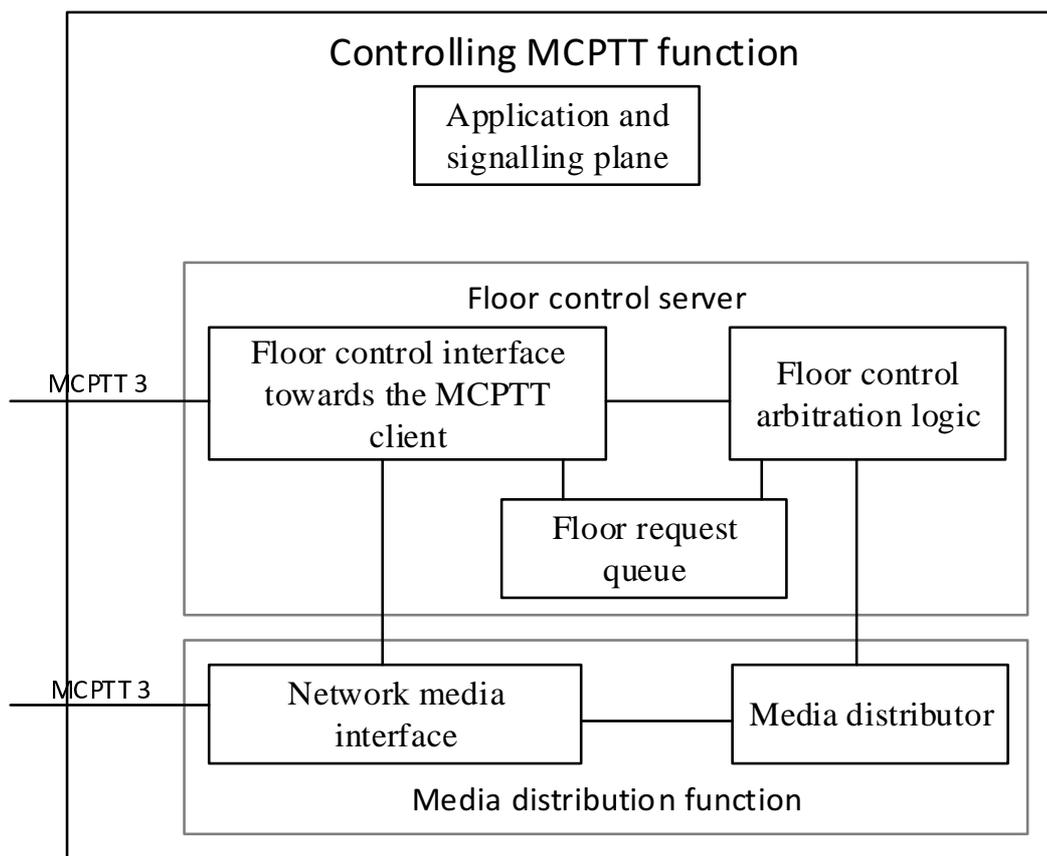 Controlling MCPTT function
Application and
signalling plane
Floor control server
Floor control interface
towards the MCPTT
client
Floor control
arbitration logic
MCPTT 3
Floor request
queue
MCPTT 3
Network media
interface
Media distributor
Media distribution function